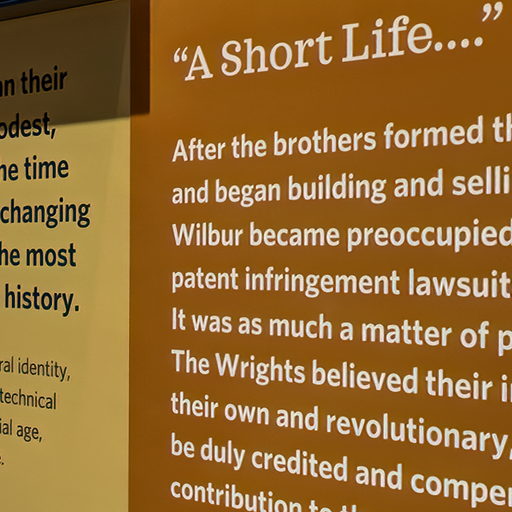 an their
odest,
he time
changing
he most
history.
ral identity,
technical
ial age,
“A Short Life....”
After the brothers formed th
and began building and selli
Wilbur became preoccupied
patent infringement lawsuit
It was as much a matter of p
The Wrights believed their i
their own and revolutionary,
be duly credited and compe
contribution to